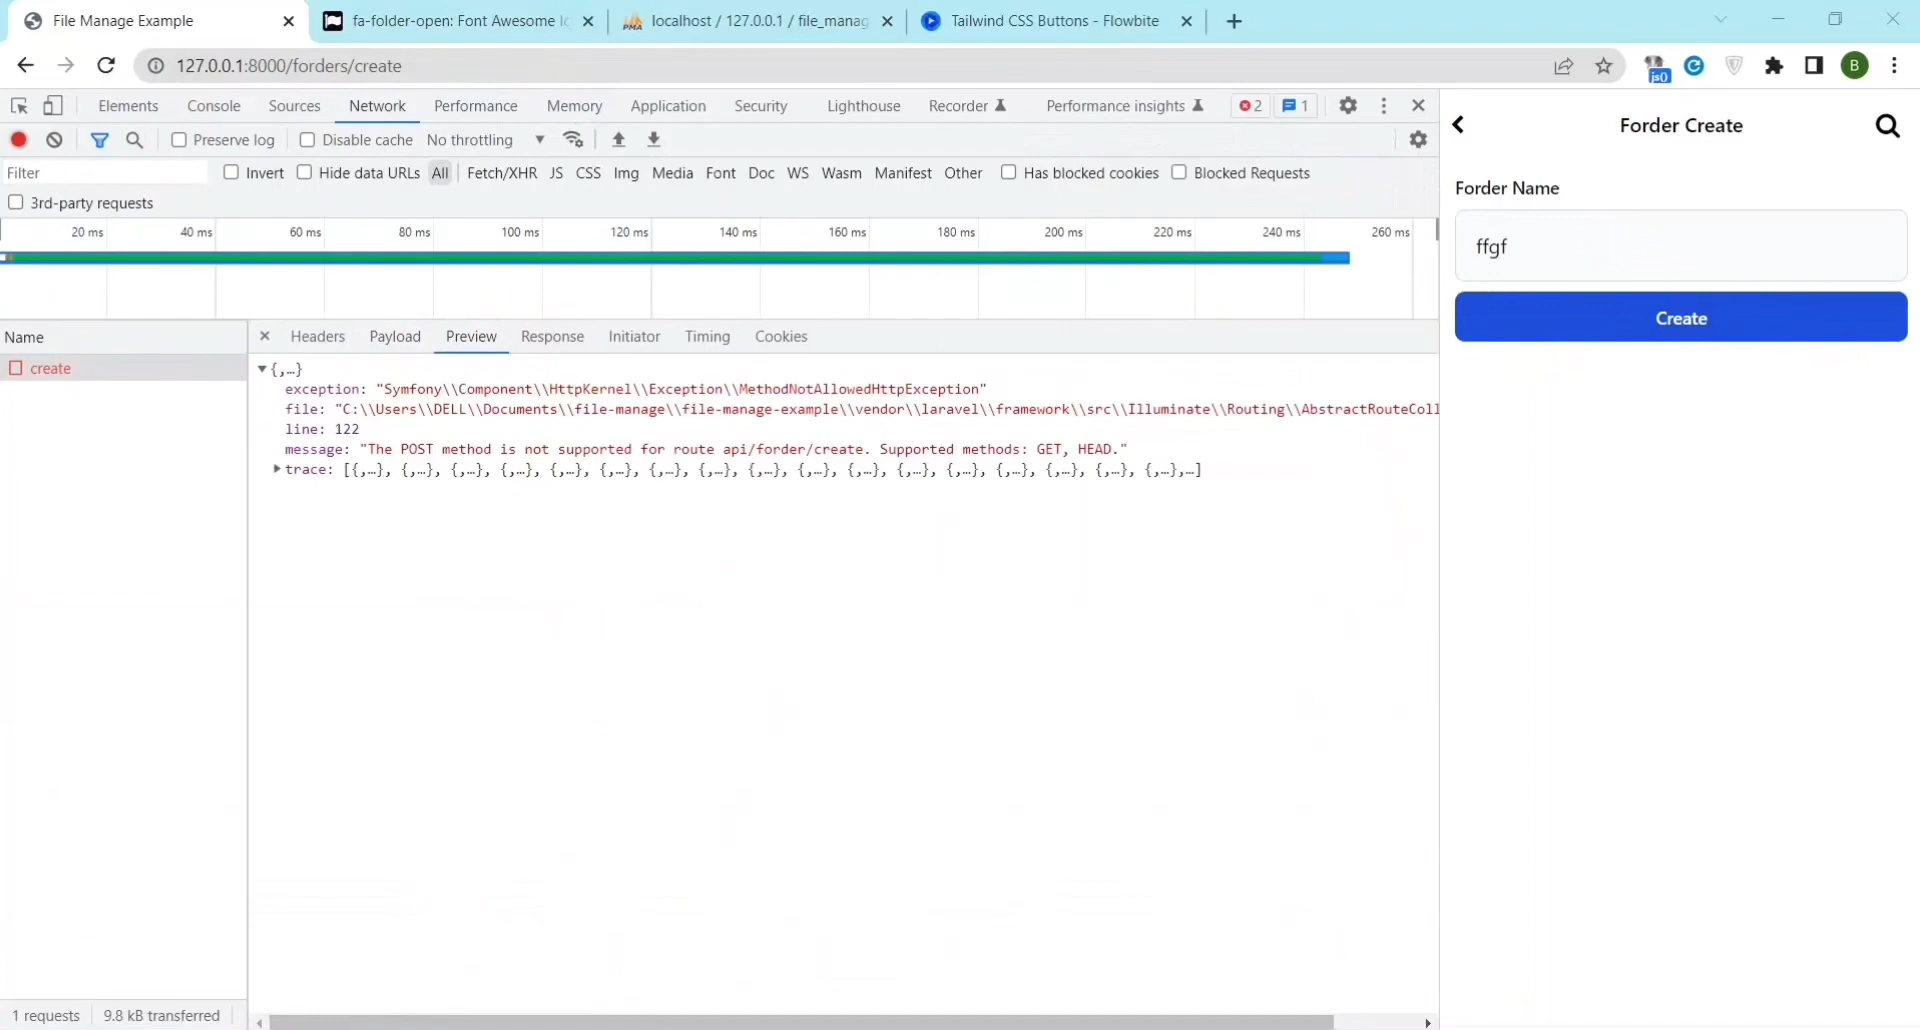 File Manage Example
fa-folder-open: Font Awesome Ic
localhost / 127.0.0.1 / file_manag
Tailwind CSS Buttons - Flowbite
127.0.0.1:8000/forders/create
js()
B
Elements Console Sources Network Performance Memory Application Security Lighthouse Recorder Performance insights 2 1
Preserve log Disable cache No throttling
Filter Invert Hide data URLs All Fetch/XHR JS CSS Img Media Font Doc WS Wasm Manifest Other Has blocked cookies Blocked Requests
3rd-party requests
20 ms 40 ms 60 ms 80 ms 100 ms 120 ms 140 ms 160 ms 180 ms 200 ms 220 ms 240 ms 260 ms
Name
create
Headers Payload Preview Response Initiator Timing Cookies
{,…}
exception: "Symfony\\Component\\HttpKernel\\Exception\\MethodNotAllowedHttpException"
file: "C:\\Users\\DELL\\Documents\\file-manage\\file-manage-example\\vendor\\laravel\\framework\\src\\Illuminate\\Routing\\AbstractRouteColl
line: 122
message: "The POST method is not supported for route api/forder/create. Supported methods: GET, HEAD."
trace: [{,…}, {,…}, {,…}, {,…}, {,…}, {,…}, {,…}, {,…}, {,…}, {,…}, {,…}, {,…}, {,…}, {,…}, {,…}, {,…}, {,…},…]
1 requests 9.8 kB transferred
Forder Create
Forder Name
ffgf
Create